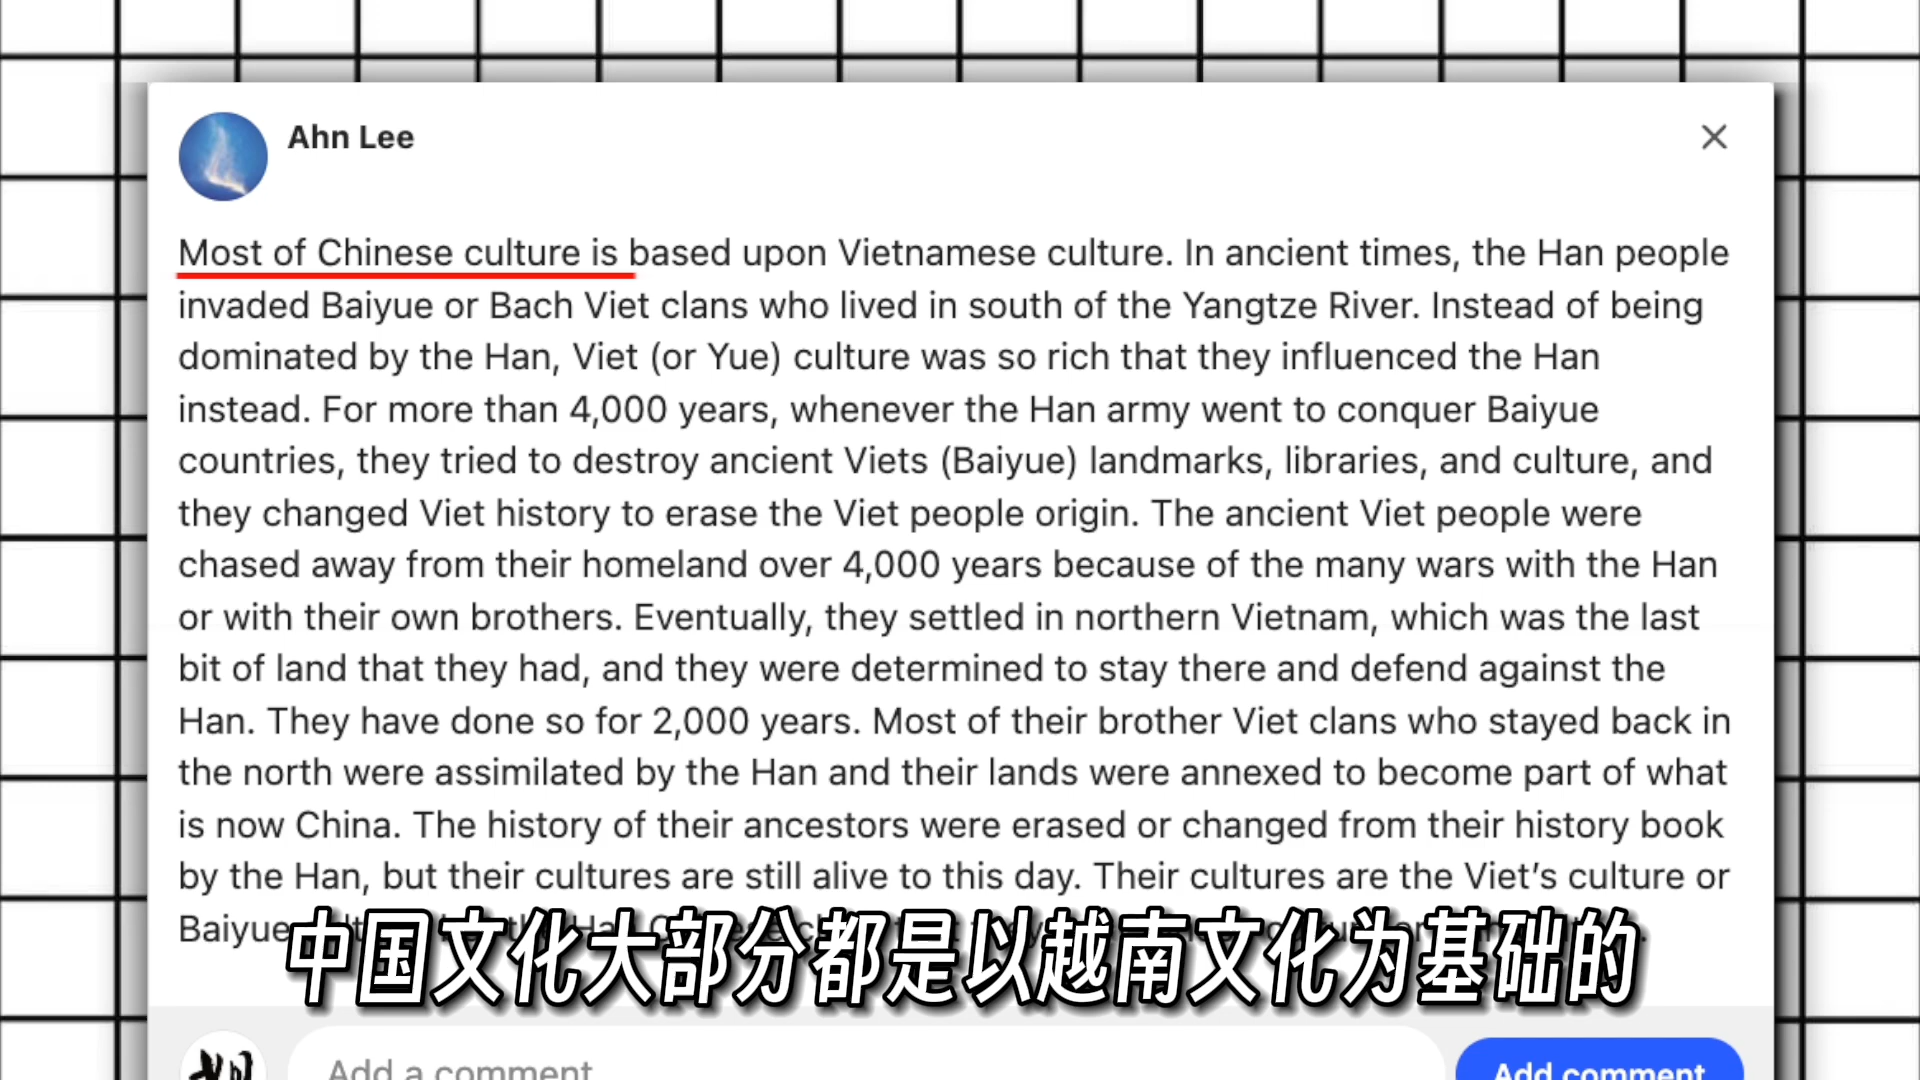 Ahn Lee
Most of Chinese culture is based upon Vietnamese culture. In ancient times, the Han people
invaded Baiyue or Bach Viet clans who lived in south of the Yangtze River. Instead of being
dominated by the Han, Viet (or Yue) culture was so rich that they influenced the Han
instead. For more than 4,000 years, whenever the Han army went to conquer Baiyue
countries, they tried to destroy ancient Viets (Baiyue) landmarks, libraries, and culture, and
they changed Viet history to erase the Viet people origin. The ancient Viet people were
chased away from their homeland over 4,000 years because of the many wars with the Han
or with their own brothers. Eventually, they settled in northern Vietnam, which was the last
bit of land that they had, and they were determined to stay there and defend against the
Han. They have done so for 2,000 years. Most of their brother Viet clans who stayed back in
the north were assimilated by the Han and their lands were annexed to become part of what
is now China. The history of their ancestors were erased or changed from their history book
by the Han, but their cultures are still alive to this day. Their cultures are the Viet’s culture or
Baiyue
中国文化大部分都是以越南文化为基础的
Add a comment
Add comment